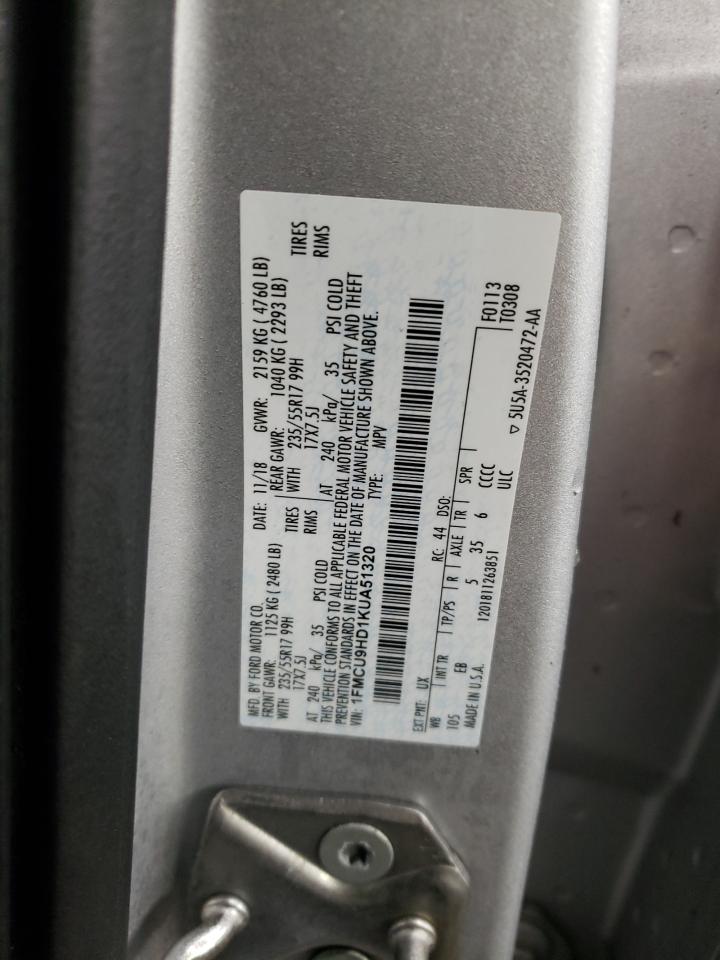 MFD. BY FORD MOTOR CO.
DATE: 11/18 GVWR: 2159 KG ( 4760 LB)
FRONT GAWR: 1125 KG ( 2480 LB)
REAR GAWR: 1040 KG ( 2293 LB)
WITH 235/55R17 99H TIRES
WITH 235/55R17 99H TIRES
17X7.5J RIMS
17X7.5J RIMS
AT 240 kPa/ 35 PSI COLD
AT 240 kPa/ 35 PSI COLD
THIS VEHICLE CONFORMS TO ALL APPLICABLE FEDERAL MOTOR VEHICLE SAFETY AND THEFT
PREVENTION STANDARDS IN EFFECT ON THE DATE OF MANUFACTURE SHOWN ABOVE.
VIN: 1FMCU9HD1KUA51320
TYPE: MPV
EXT PNT: UX RC: 44 DSO:
WB INT TR TP/PS R AXLE TR SPR
F0113
T0308
105 EB 5 35 6 CCCC
MADE IN U.S.A. 1201811263851 ULC
▽ 5U5A-3520472-AA